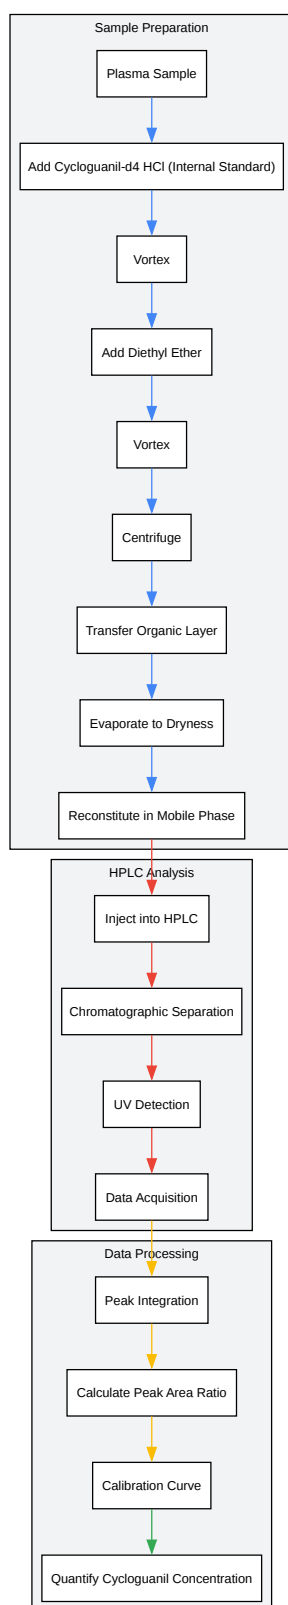 Sample Preparation
Plasma Sample
Add Cycloguanil-d4 HCl (Internal Standard)
Vortex
Add Diethyl Ether
Vortex
Centrifuge
Transfer Organic Layer
Evaporate to Dryness
Reconstitute in Mobile Phase
HPLC Analysis
Inject into HPLC
Chromatographic Separation
UV Detection
Data Acquisition
Data Processing
Peak Integration
Calculate Peak Area Ratio
Calibration Curve
Quantify Cycloguanil Concentration